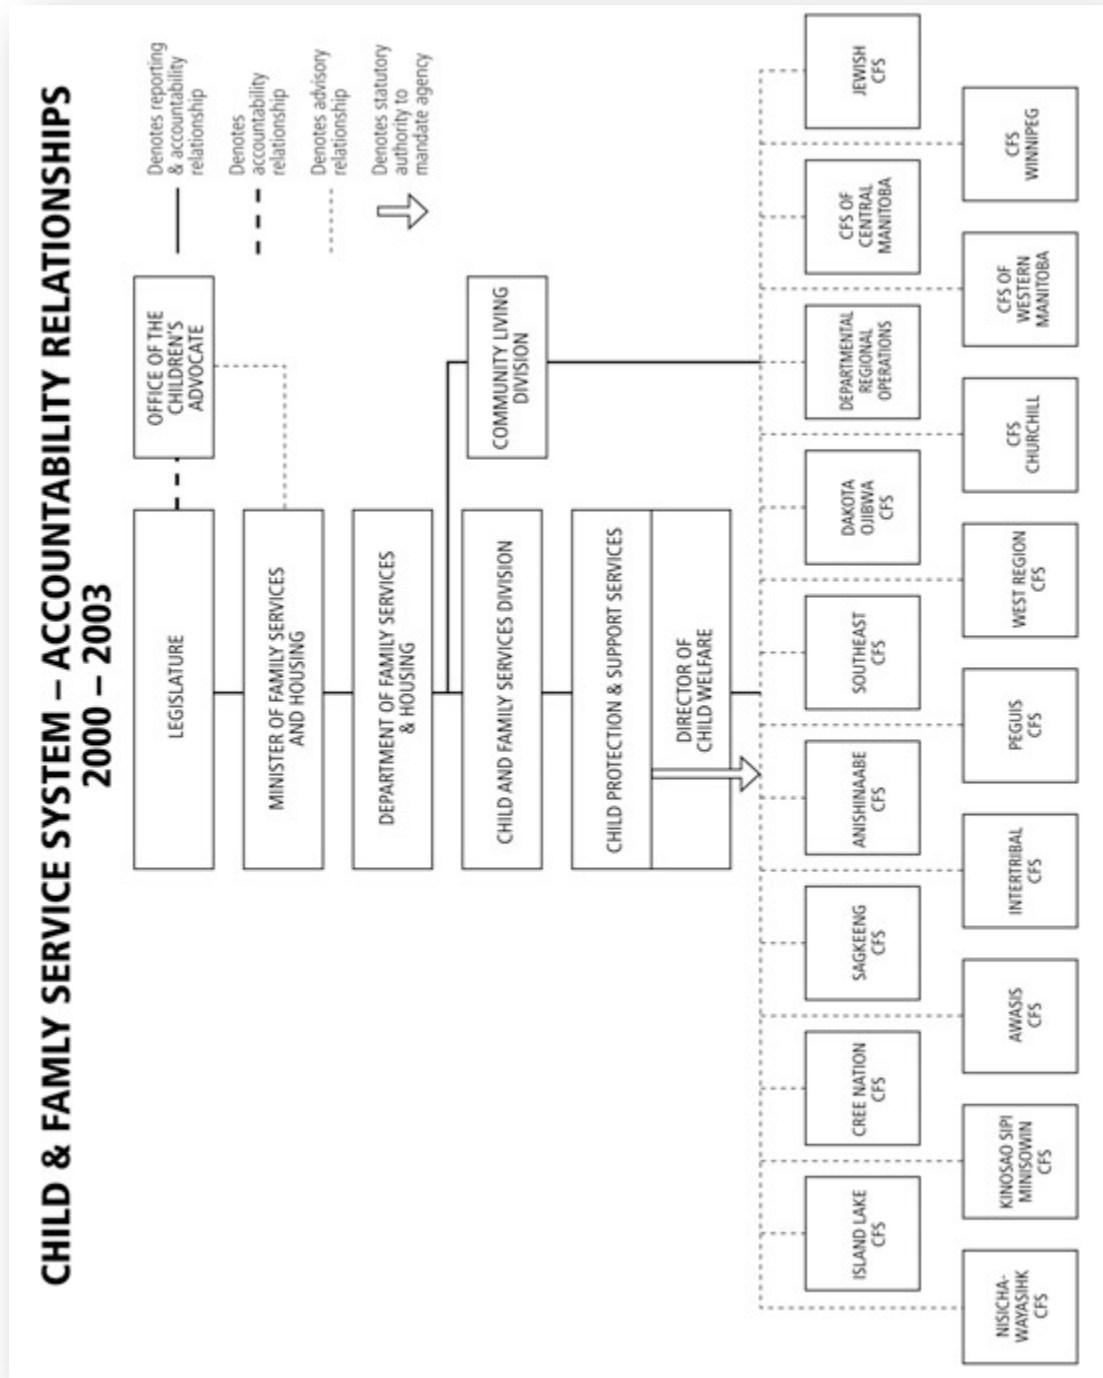 CHILD & FAMLY SERVICE SYSTEM – ACCOUNTABILITY RELATIONSHIPS
2000 – 2003
LEGISLATURE
OFFICE OF THE
CHILDREN'S
ADVOCATE
Denotes reporting
& accountability
relationship
Denotes
accountability
relationship
Denotes advisory
relationship
Denotes statutory
authority to
mandate agency
MINISTER OF FAMILY SERVICES
AND HOUSING
DEPARTMENT OF FAMILY SERVICES
& HOUSING
CHILD AND FAMILY SERVICES DIVISION
COMMUNITY LIVING
DIVISION
CHILD PROTECTION & SUPPORT SERVICES
DIRECTOR OF
CHILD WELFARE
ISLAND LAKE
CFS
CREE NATION
CFS
SAGKEENG
CFS
ANISHINAABE
CFS
SOUTHEAST
CFS
DAKOTA
OJIBWA
CFS
DEPARTMENTAL
REGIONAL
OPERATIONS
CFS OF
CENTRAL
MANITOBA
JEWISH
CFS
NISICHA-
WAYASIHK
CFS
KINOSAO SIPI
MINISOWIN
CFS
AWASIS
CFS
INTERTRIBAL
CFS
PEGUIS
CFS
WEST REGION
CFS
CFS
CHURCHILL
CFS OF
WESTERN
MANITOBA
CFS
WINNIPEG